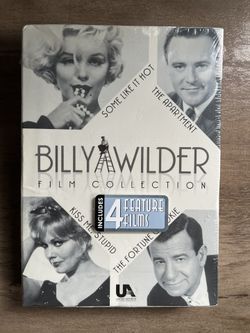 SOME LIKE IT HOT
THE APARTMENT
BILLY WILDER
FILM COLLECTION
INCLUDES
4 FEATURE
FILMS
KISS ME, STUPID
THE FORTUNE COOKIE
UA